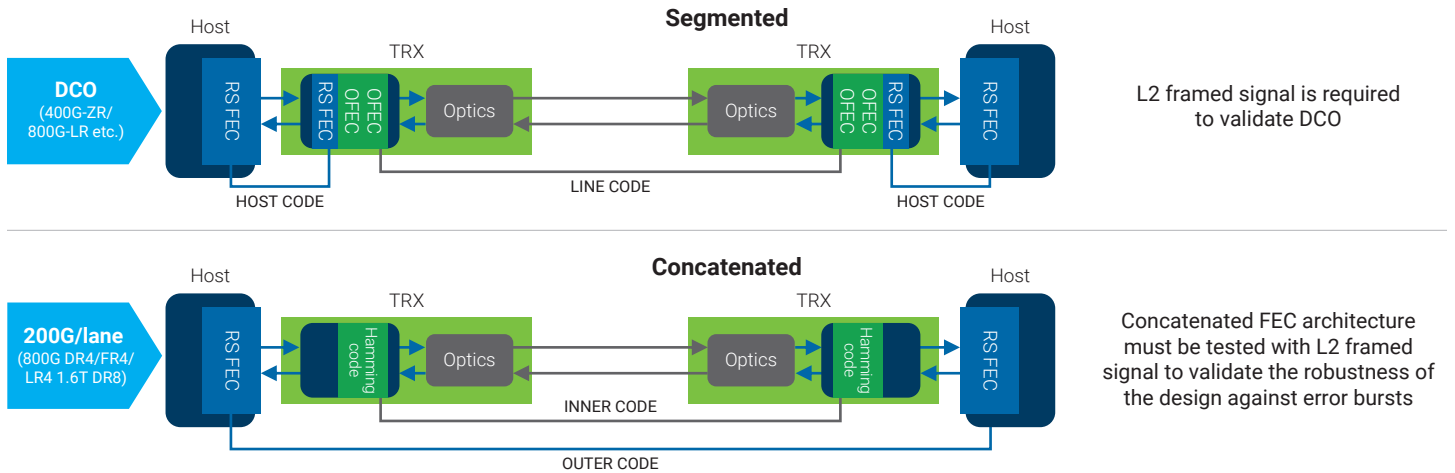 Segmented
Host
TRX
TRX
Host
DCO
(400G-ZR/
800G-LR etc.)
RS FEC
RS FEC
OFEC
OFEC
Optics
Optics
OFEC
OFEC
RS FEC
RS FEC
L2 framed signal is required
to validate DCO
HOST CODE
LINE CODE
HOST CODE
Concatenated
Host
TRX
TRX
Host
200G/lane
(800G DR4/FR4/
LR4 1.6T DR8)
RS FEC
Hamming
code
Optics
Optics
Hamming
code
RS FEC
Concatenated FEC architecture
must be tested with L2 framed
signal to validate the robustness of
the design against error bursts
INNER CODE
OUTER CODE